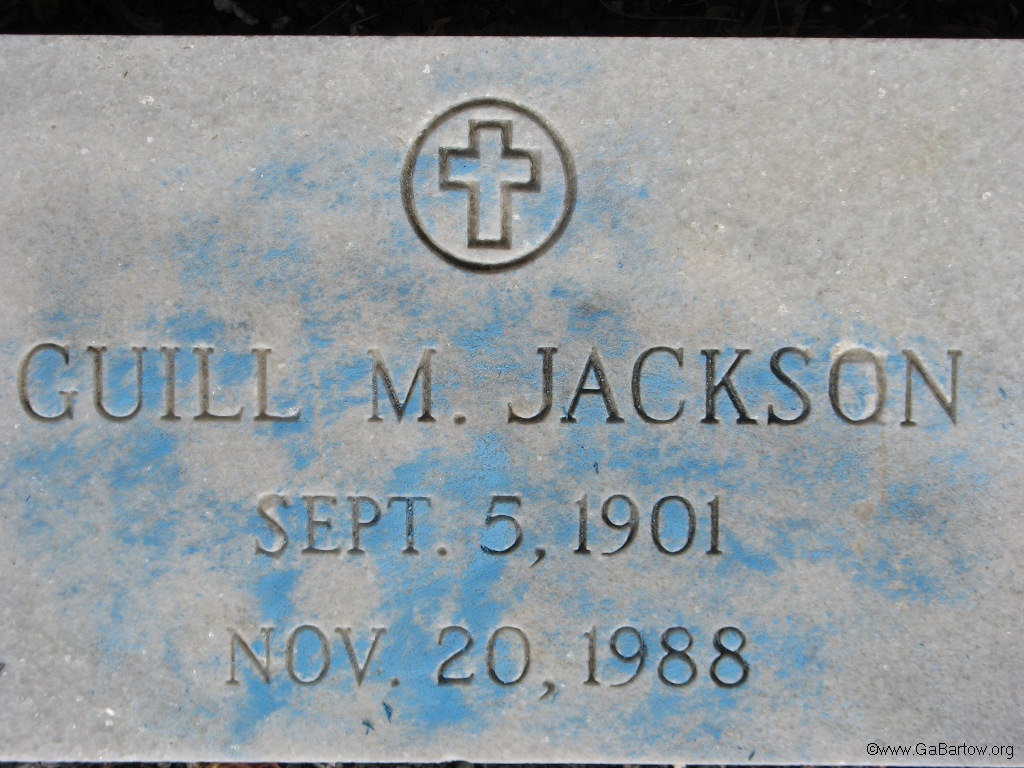 GUILL M. JACKSON
SEPT. 5, 1901
NOV. 20, 1988
©www.GaBartow.org